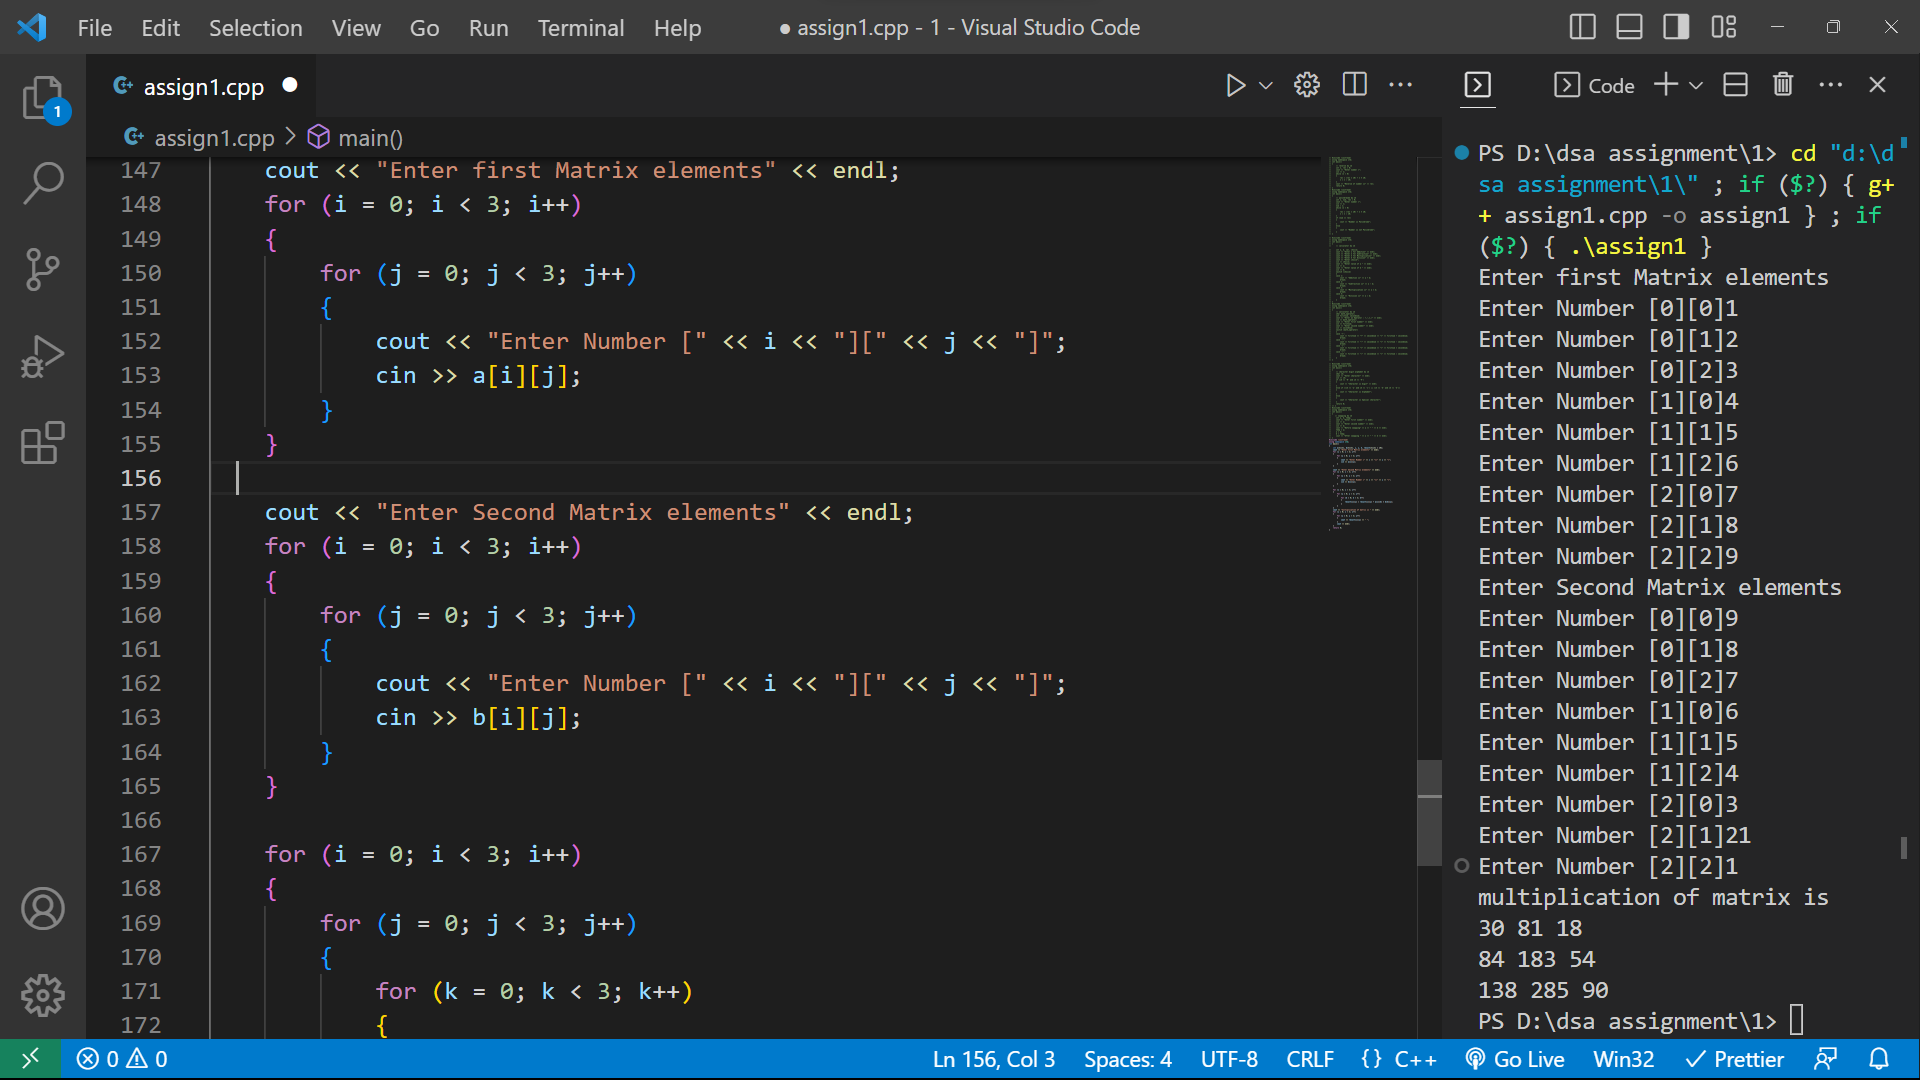 File Edit Selection View Go Run Terminal Help ● assign1.cpp - 1 - Visual Studio Code
1
assign1.cpp ●
assign1.cpp > main()
147 cout << "Enter first Matrix elements" << endl;
148 for (i = 0; i < 3; i++)
149 {
150 for (j = 0; j < 3; j++)
151 {
152 cout << "Enter Number [" << i << "][" << j << "]";
153 cin >> a[i][j];
154 }
155 }
156
157 cout << "Enter Second Matrix elements" << endl;
158 for (i = 0; i < 3; i++)
159 {
160 for (j = 0; j < 3; j++)
161 {
162 cout << "Enter Number [" << i << "][" << j << "]";
163 cin >> b[i][j];
164 }
165 }
166
167 for (i = 0; i < 3; i++)
168 {
169 for (j = 0; j < 3; j++)
170 {
171 for (k = 0; k < 3; k++)
172 {
Code
PS D:\dsa assignment\1> cd "d:\d
sa assignment\1\" ; if ($?) { g+
+ assign1.cpp -o assign1 } ; if
($?) { .\assign1 }
Enter first Matrix elements
Enter Number [0][0]1
Enter Number [0][1]2
Enter Number [0][2]3
Enter Number [1][0]4
Enter Number [1][1]5
Enter Number [1][2]6
Enter Number [2][0]7
Enter Number [2][1]8
Enter Number [2][2]9
Enter Second Matrix elements
Enter Number [0][0]9
Enter Number [0][1]8
Enter Number [0][2]7
Enter Number [1][0]6
Enter Number [1][1]5
Enter Number [1][2]4
Enter Number [2][0]3
Enter Number [2][1]21
Enter Number [2][2]1
multiplication of matrix is
30 81 18
84 183 54
138 285 90
PS D:\dsa assignment\1>
0 0 Ln 156, Col 3 Spaces: 4 UTF-8 CRLF {} C++ Go Live Win32 Prettier